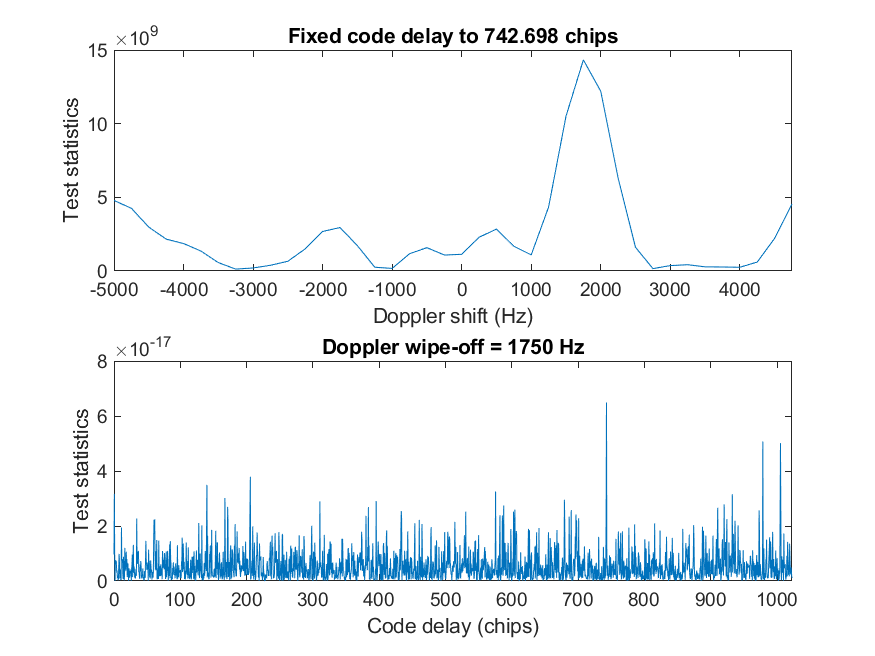 ×10⁹
Fixed code delay to 742.698 chips
15
10
5
0
Test statistics
-5000 -4000 -3000 -2000 -1000 0 1000 2000 3000 4000
Doppler shift (Hz)
×10⁻¹⁷
Doppler wipe-off = 1750 Hz
8
6
4
2
0
Test statistics
0 100 200 300 400 500 600 700 800 900 1000
Code delay (chips)